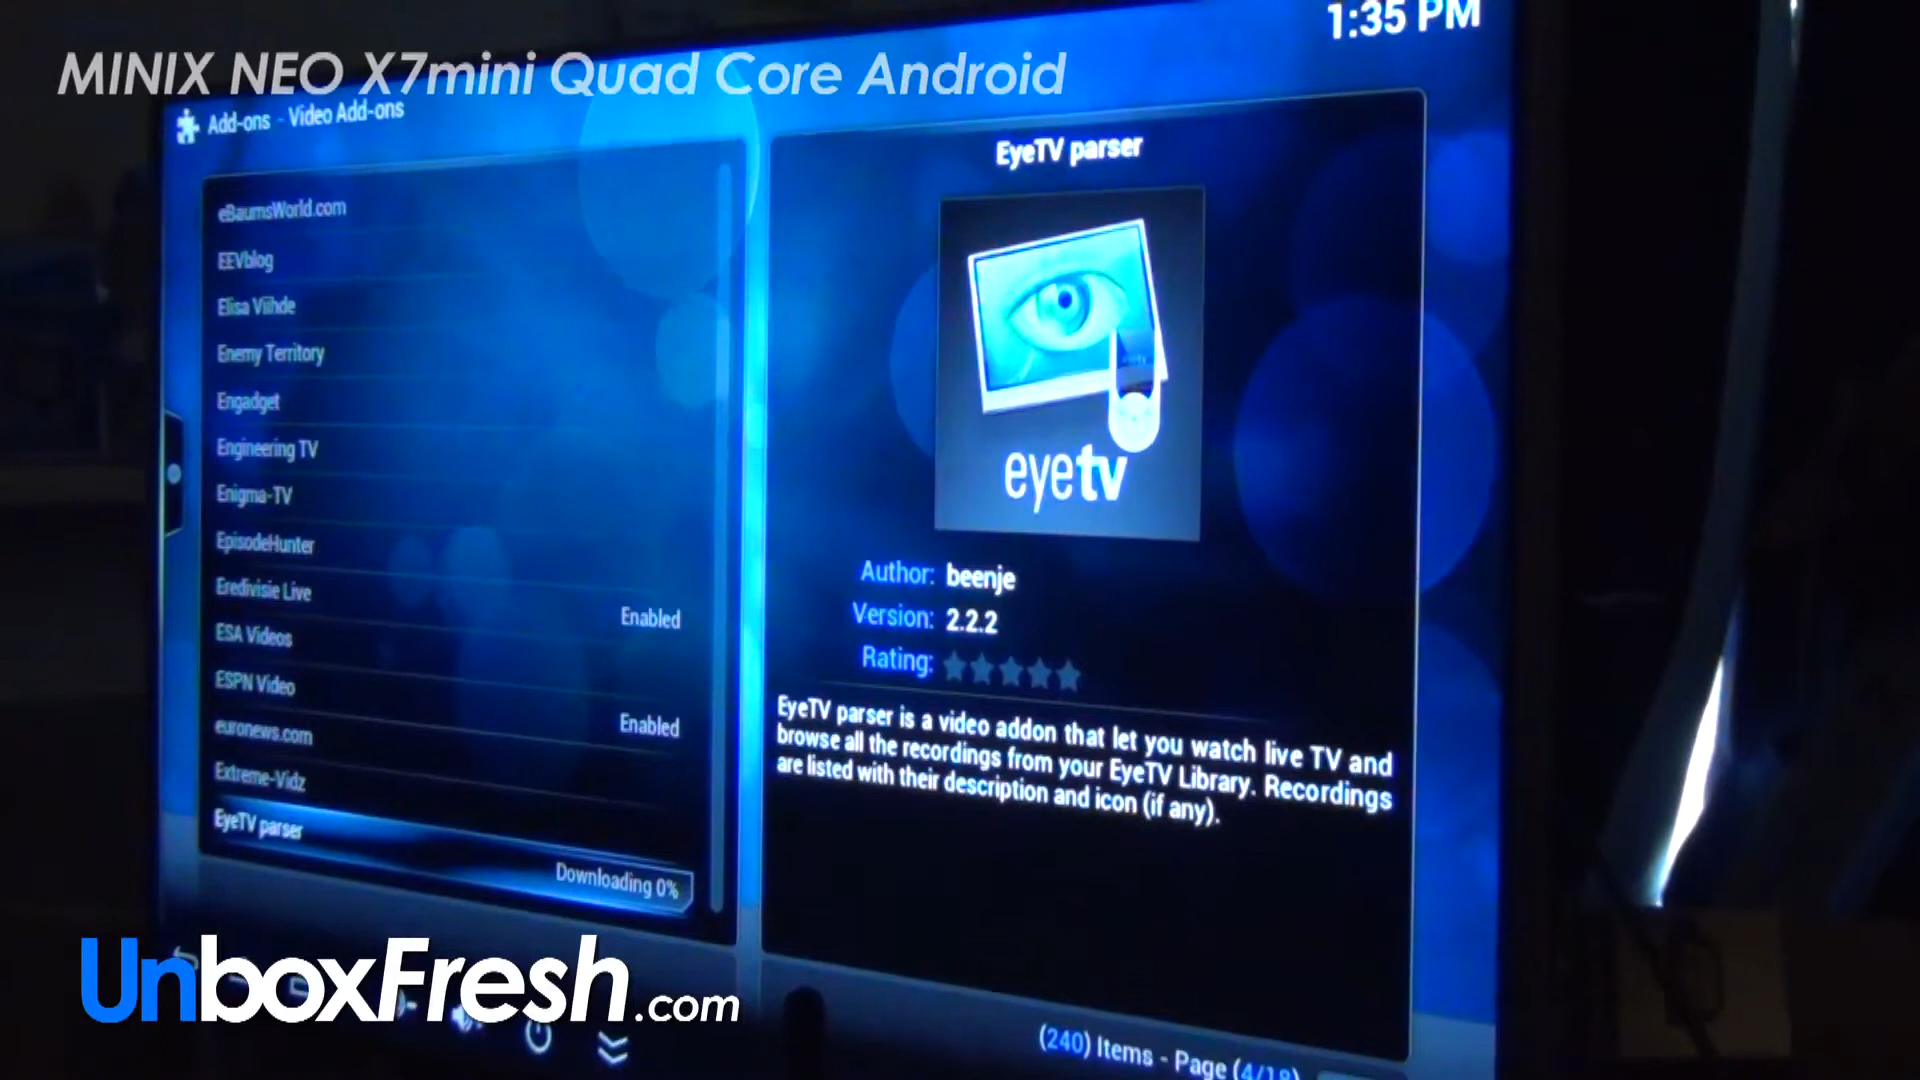 MINIX NEO X7mini Quad Core Android
1:35 PM
Add-ons - Video Add-ons
eBaumsWorld.com
EEVblog
Elisa Viihde
Enemy Territory
Engadget
Engineering TV
Enigma-TV
EpisodeHunter
Eredivisie Live
Enabled
ESA Videos
ESPN Video
Enabled
euronews.com
Extreme-Vidz
EyeTV parser
Downloading 0%
EyeTV parser
eyetv
Author: beenje
Version: 2.2.2
Rating:
EyeTV parser is a video addon that let you watch live TV and
browse all the recordings from your EyeTV Library. Recordings
are listed with their description and icon (if any).
(240) Items - Page (4/18)
UnboxFresh.com